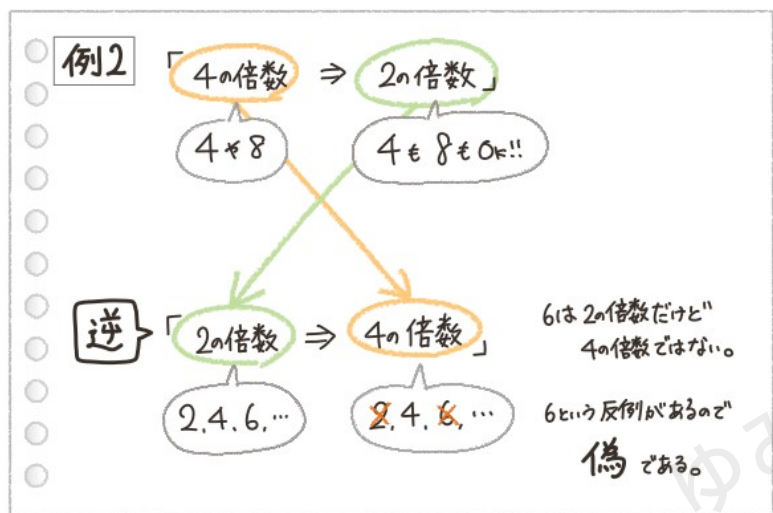 例2
「4の倍数 ⇒ 2の倍数」
4や8
4も8もOK!!
逆
「2の倍数 ⇒ 4の倍数」
2,4,6,…
2,4,6,…
6は2の倍数だけど
4の倍数ではない。
6という反例があるので
偽である。
ゆる